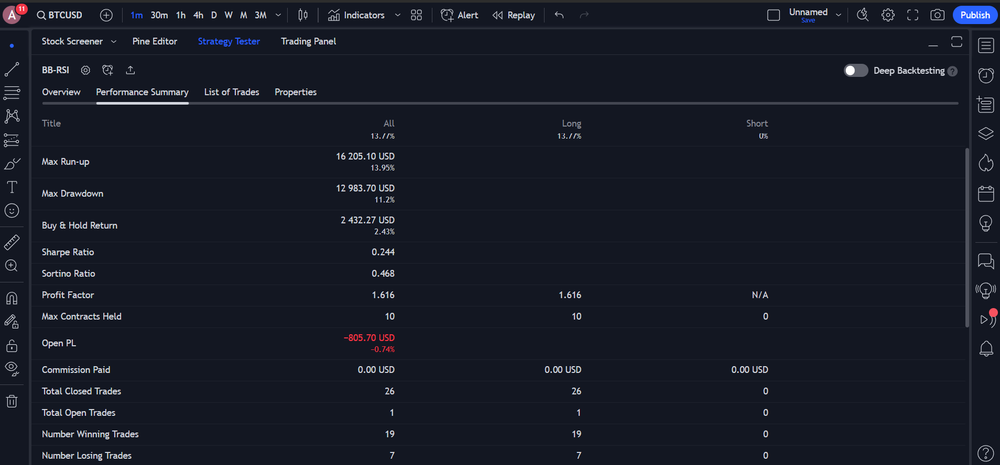 A 11 BTCUSD 1m 30m 1h 4h D W M 3M Indicators Alert Replay Unnamed Save Publish
Stock Screener Pine Editor Strategy Tester Trading Panel
BB-RSI Deep Backtesting ?
Overview Performance Summary List of Trades Properties
Title All Long Short
13.77% 13.77% 0%
Max Run-up 16 205.10 USD
13.95%
Max Drawdown 12 983.70 USD
11.2%
Buy & Hold Return 2 432.27 USD
2.43%
Sharpe Ratio 0.244
Sortino Ratio 0.468
Profit Factor 1.616 1.616 N/A
Max Contracts Held 10 10 0
Open PL −805.70 USD
−0.74%
Commission Paid 0.00 USD 0.00 USD 0.00 USD
Total Closed Trades 26 26 0
Total Open Trades 1 1 0
Number Winning Trades 19 19 0
Number Losing Trades 7 7 0